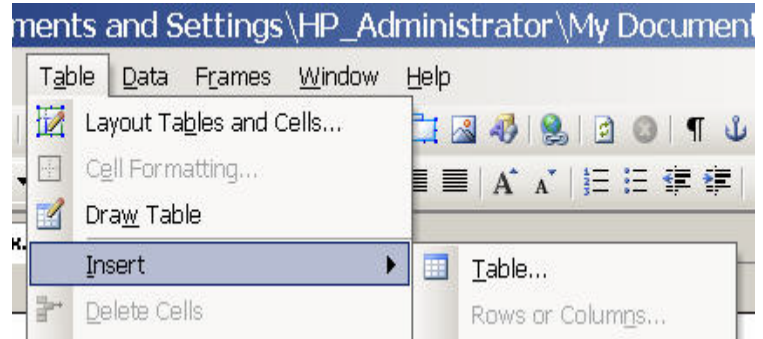 ments and Settings\HP_Administrator\My Document
Table Data Frames Window Help
Layout Tables and Cells...
Cell Formatting...
A A
Draw Table
Insert
Table...
Delete Cells
Rows or Columns...